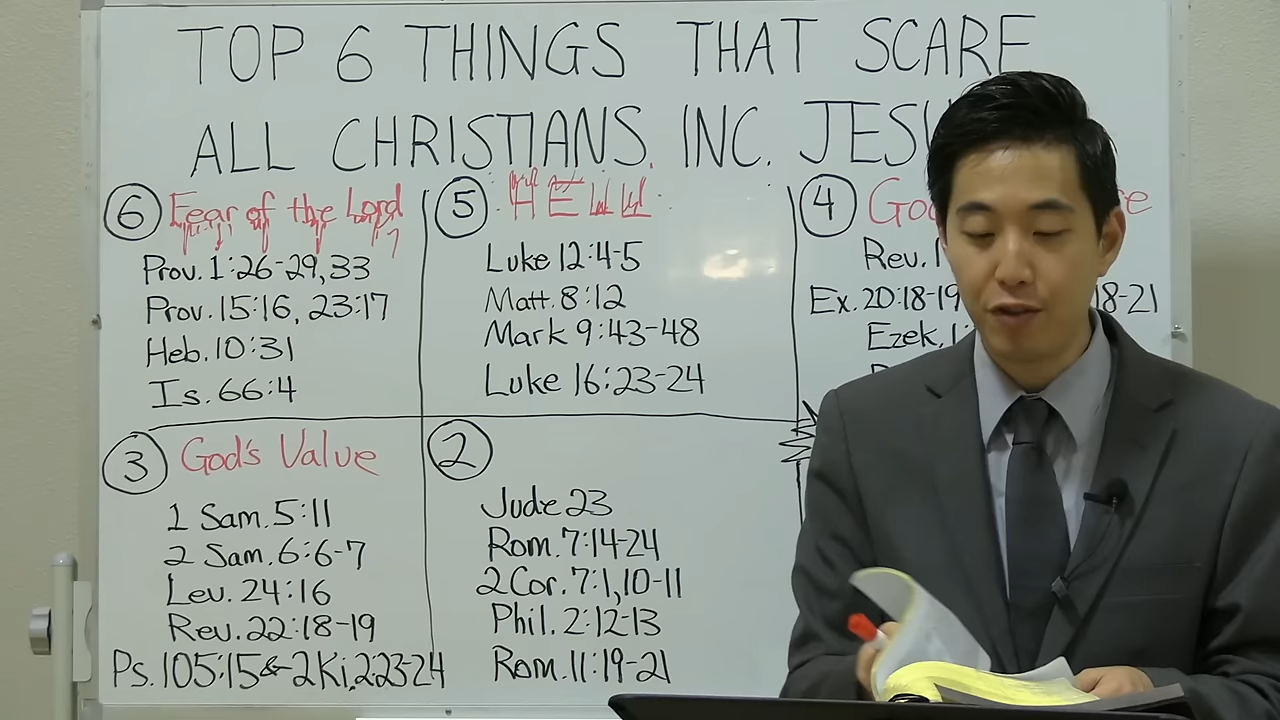 TOP 6 THINGS THAT SCARE
ALL CHRISTIANS. INC. JESU
6 Fear of the Lord
Prov. 1:26-29,33
Prov. 15:16, 23:17
Heb. 10:31
Is. 66:4
5 HELL
Luke 12:4-5
Matt. 8:12
Mark 9:43-48
Luke 16:23-24
4 Go
Rev. 1
Ex. 20:18-19 18-21
Ezek. 1:
3 God's Value
1 Sam. 5:11
2 Sam. 6:6-7
Lev. 24:16
Rev. 22:18-19
Ps. 105:15&-2Ki.2:23-24
2
Jude 23
Rom. 7:14-24
2 Cor. 7:1,10-11
Phil. 2:12-13
Rom. 11:19-21